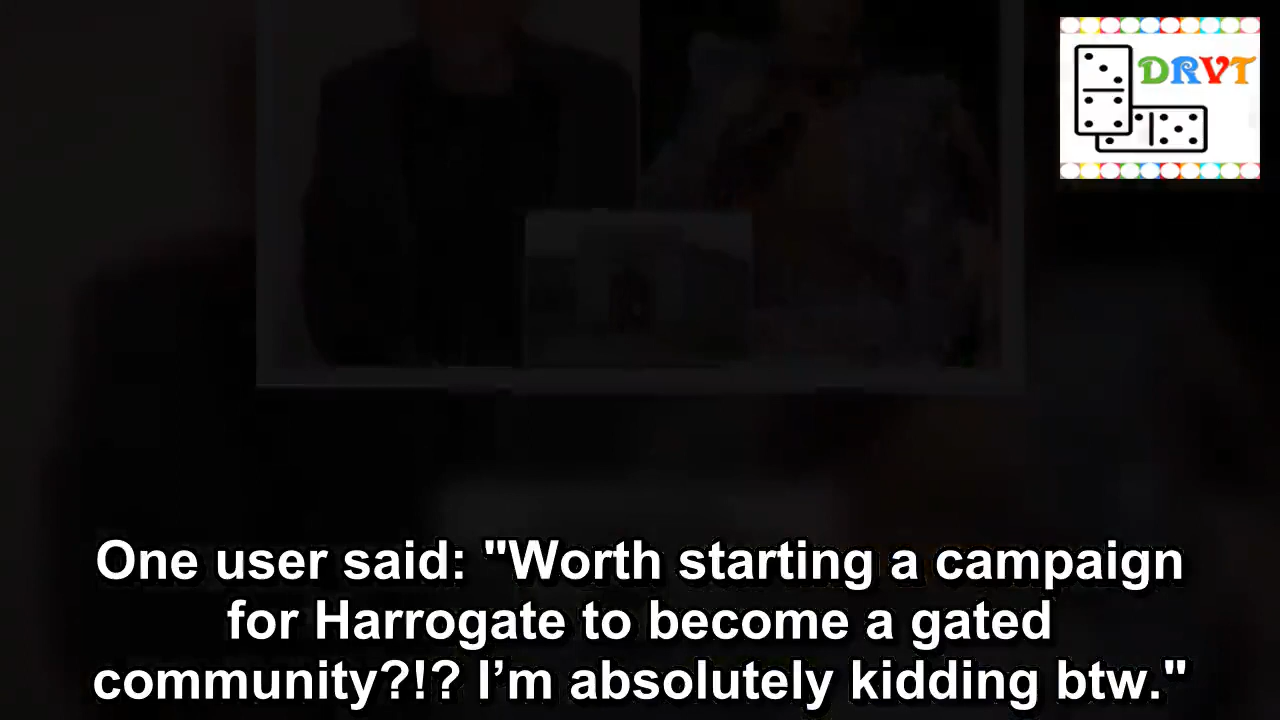 DRVT
One user said: "Worth starting a campaign
for Harrogate to become a gated
community?!? I’m absolutely kidding btw."